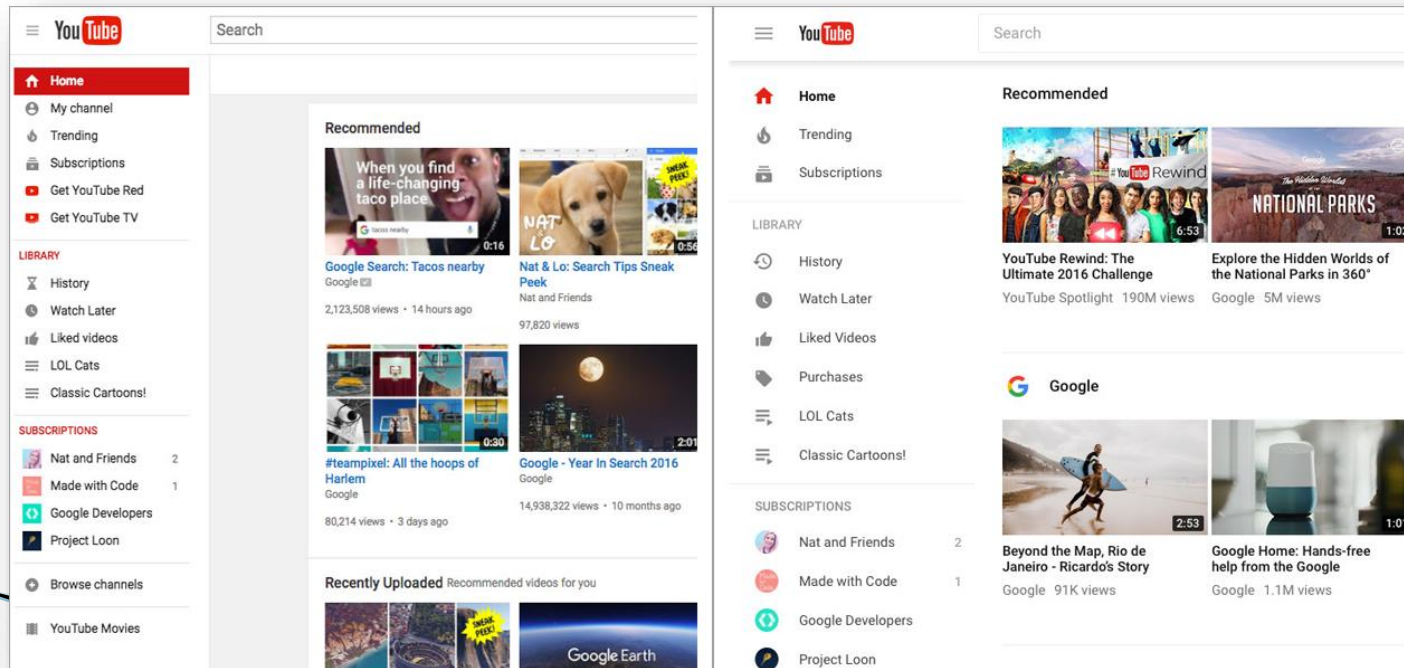 YouTube
Search
Home
My channel
Trending
Subscriptions
Get YouTube Red
Get YouTube TV
LIBRARY
History
Watch Later
Liked videos
LOL Cats
Classic Cartoons!
SUBSCRIPTIONS
Nat and Friends 2
Made with Code 1
Google Developers
Project Loon
Browse channels
YouTube Movies
Recommended
When you find
a life-changing
taco place
tacos nearby
0:16
Google Search: Tacos nearby
Google
2,123,508 views • 14 hours ago
SNEAK
PEEK!
NAT
& LO
0:56
Nat & Lo: Search Tips Sneak
Peek
Nat and Friends
97,820 views
0:30
#teampixel: All the hoops of
Harlem
Google
80,214 views • 3 days ago
2:01
Google - Year In Search 2016
Google
14,938,322 views • 10 months ago
Recently Uploaded Recommended videos for you
SNEAK
PEEK!
Google Earth
YouTube
Search
Home
Trending
Subscriptions
LIBRARY
History
Watch Later
Liked Videos
Purchases
LOL Cats
Classic Cartoons!
SUBSCRIPTIONS
Nat and Friends 2
Made with Code 1
Google Developers
Project Loon
Recommended
#YouTube Rewind
6:53
YouTube Rewind: The
Ultimate 2016 Challenge
YouTube Spotlight 190M views
Google
The Hidden Worlds
of the
NATIONAL PARKS
1:02
Explore the Hidden Worlds of
the National Parks in 360°
Google 5M views
Google
2:53
Beyond the Map, Rio de
Janeiro - Ricardo's Story
Google 91K views
1:01
Google Home: Hands-free
help from the Google
Google 1.1M views